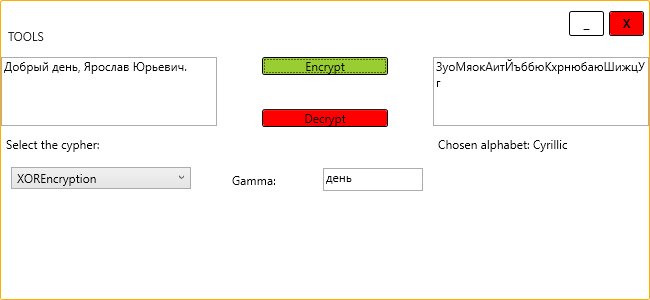 _ X
TOOLS
Добрый день, Ярослав Юрьевич.
Encrypt
ЗуоМяокАитЙъббюКхрнюбаюШижцУ
г
Decrypt
Select the cypher:
Chosen alphabet: Cyrillic
XOREncryption
Gamma:
день